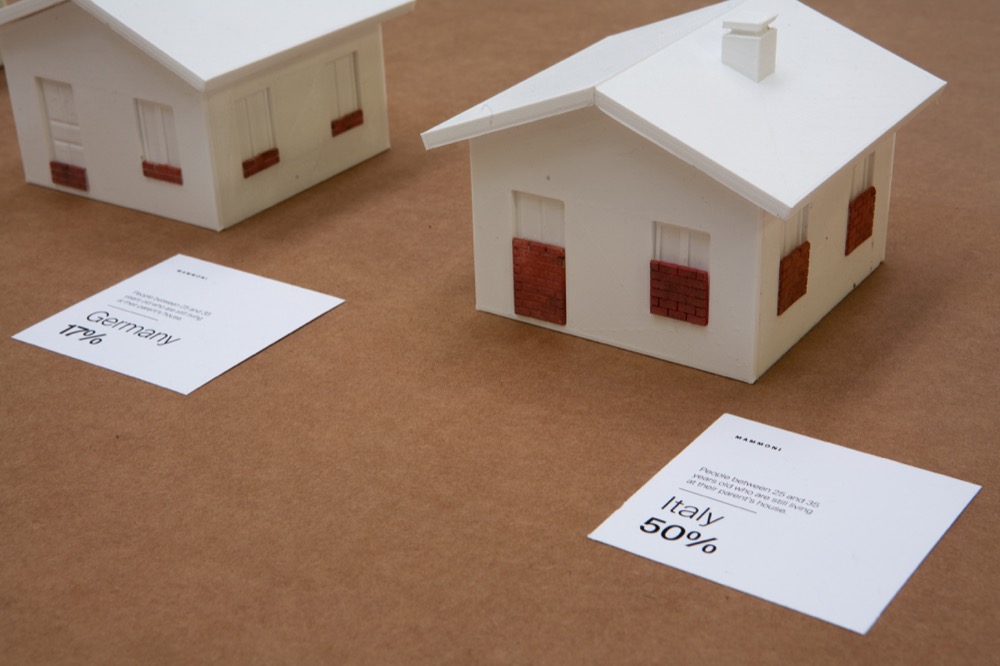 MAMMONI
People between 25 and 35
years old who are still living
at their parent's house.
Germany
17%
MAMMONI
People between 25 and 35
years old who are still living
at their parent's house.
Italy
50%